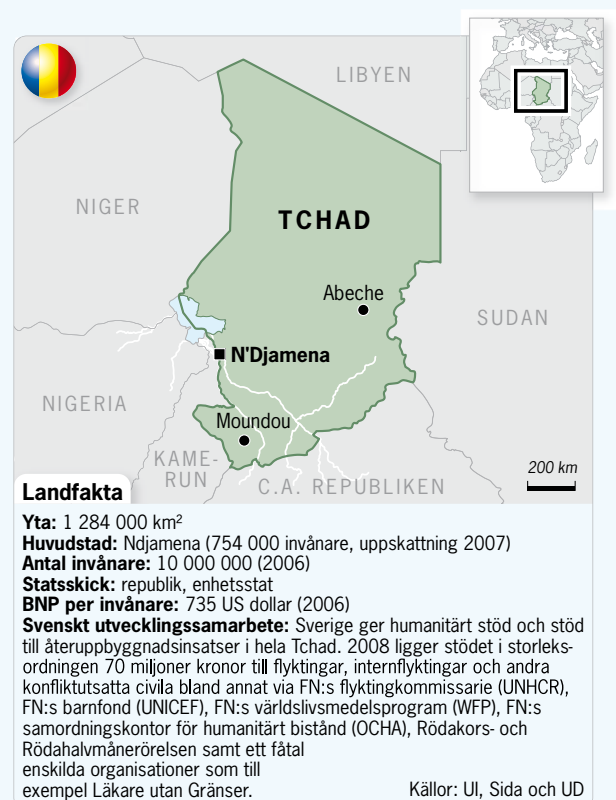 LIBYEN
NIGER
TCHAD
Abeche
SUDAN
N'Djamena
NIGERIA
Moundou
KAME-
RUN
C.A. REPUBLIKEN
200 km
Landfakta
Yta: 1 284 000 km²
Huvudstad: Ndjamena (754 000 invånare, uppskattning 2007)
Antal invånare: 10 000 000 (2006)
Statsskick: republik, enhetsstat
BNP per invånare: 735 US dollar (2006)
Svenskt utvecklingssamarbete: Sverige ger humanitärt stöd och stöd
till återuppbyggnadsinsatser i hela Tchad. 2008 ligger stödet i storleks-
ordningen 70 miljoner kronor till flyktingar, internflyktingar och andra
konfliktutsatta civila bland annat via FN:s flyktingkommissarie (UNHCR),
FN:s barnfond (UNICEF), FN:s världslivsmedelsprogram (WFP), FN:s
samordningskontor för humanitärt bistånd (OCHA), Rödakors- och
Rödahalvmånerörelsen samt ett fåtal
enskilda organisationer som till
exempel Läkare utan Gränser.
Källor: UI, Sida och UD